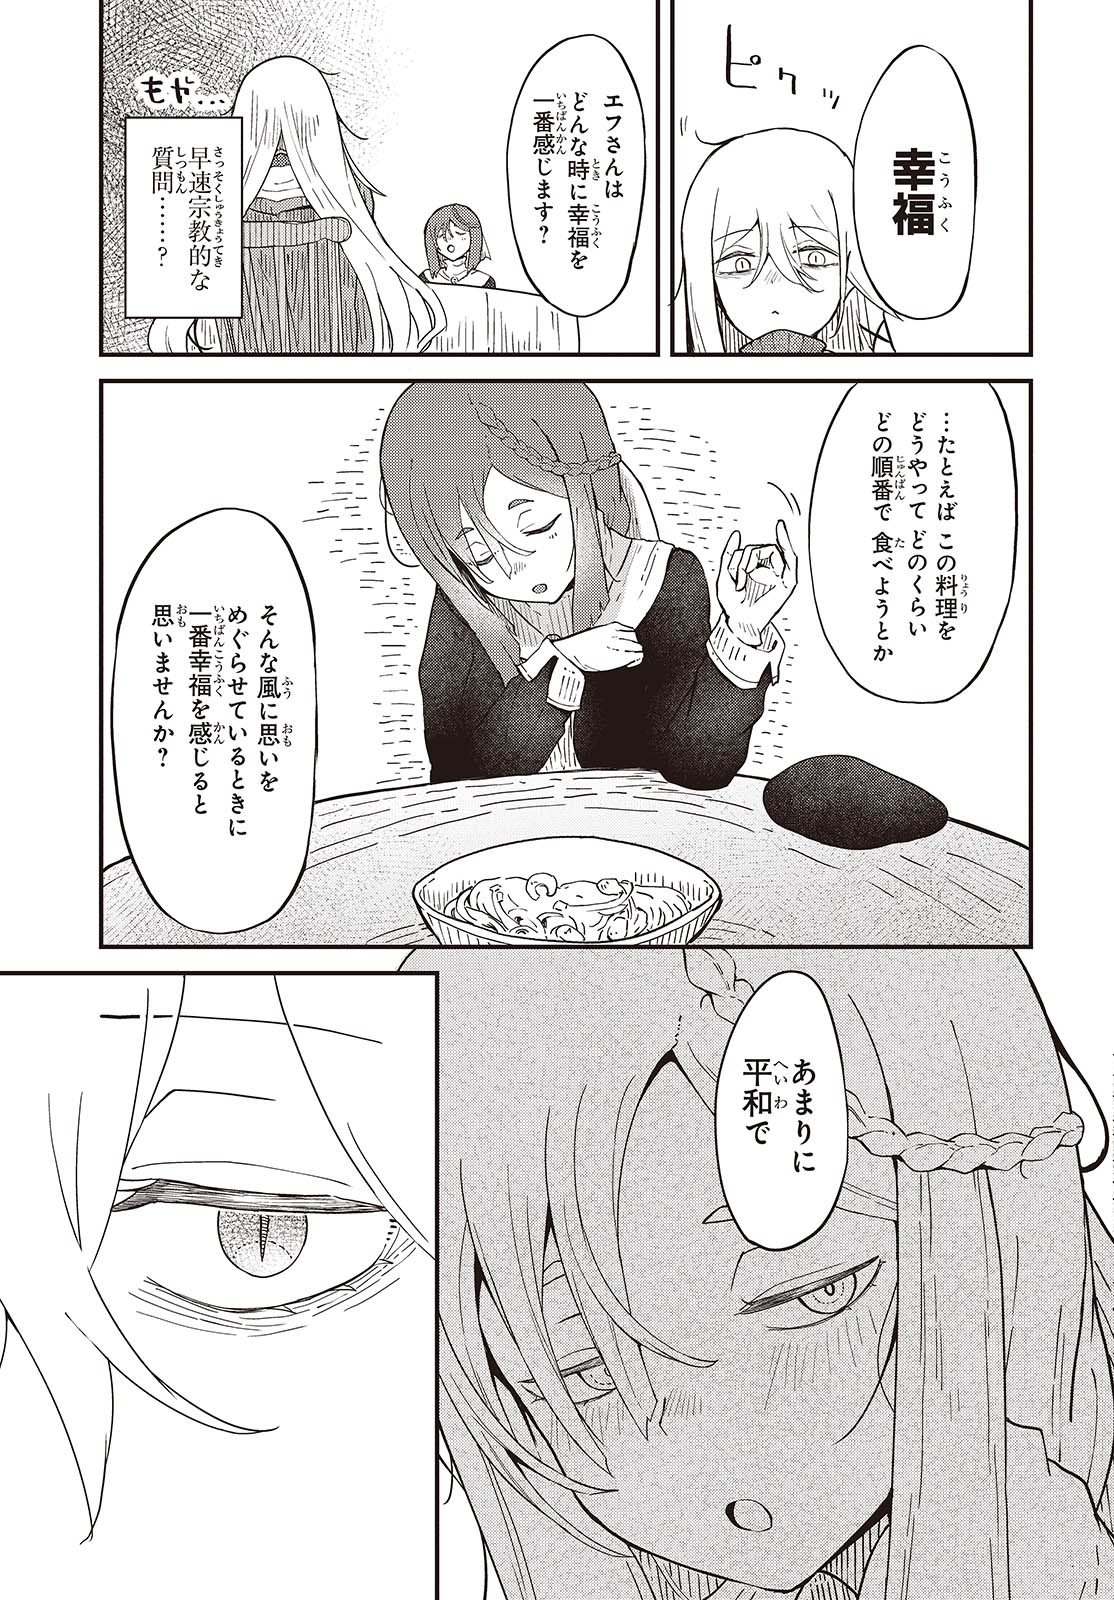 幸福
ピクッ
エフさんは
どんな時に幸福を
一番感じます?
もや…
早速宗教的な
質問……?
…たとえば この料理を
どうやって どのくらい
どの順番で 食べようとか
そんな風に思いを
めぐらせているときに
一番幸福を感じると
思いませんか?
あまりに
平和で